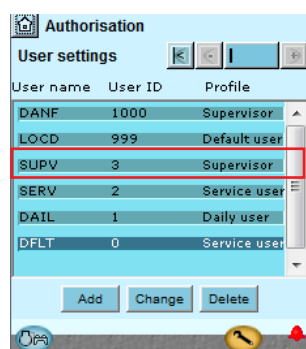 Authorisation
User settings
User name User ID Profile
DANF 1000 Supervisor
LOCD 999 Default user
SUPV 3 Supervisor
SERV 2 Service user
DAIL 1 Daily user
DFLT 0 Service user
Add Change Delete